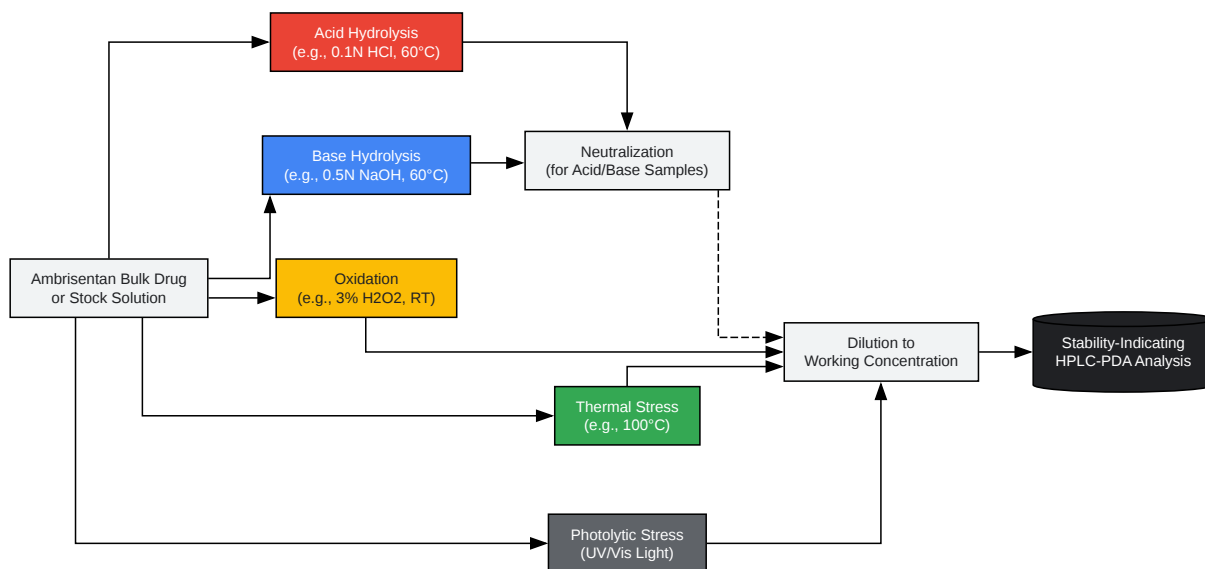 Acid Hydrolysis
(e.g., 0.1N HCl, 60°C)
Base Hydrolysis
(e.g., 0.5N NaOH, 60°C)
Neutralization
(for Acid/Base Samples)
Ambrisentan Bulk Drug
or Stock Solution
Oxidation
(e.g., 3% H2O2, RT)
Dilution to
Working Concentration
Stability-Indicating
HPLC-PDA Analysis
Thermal Stress
(e.g., 100°C)
Photolytic Stress
(UV/Vis Light)